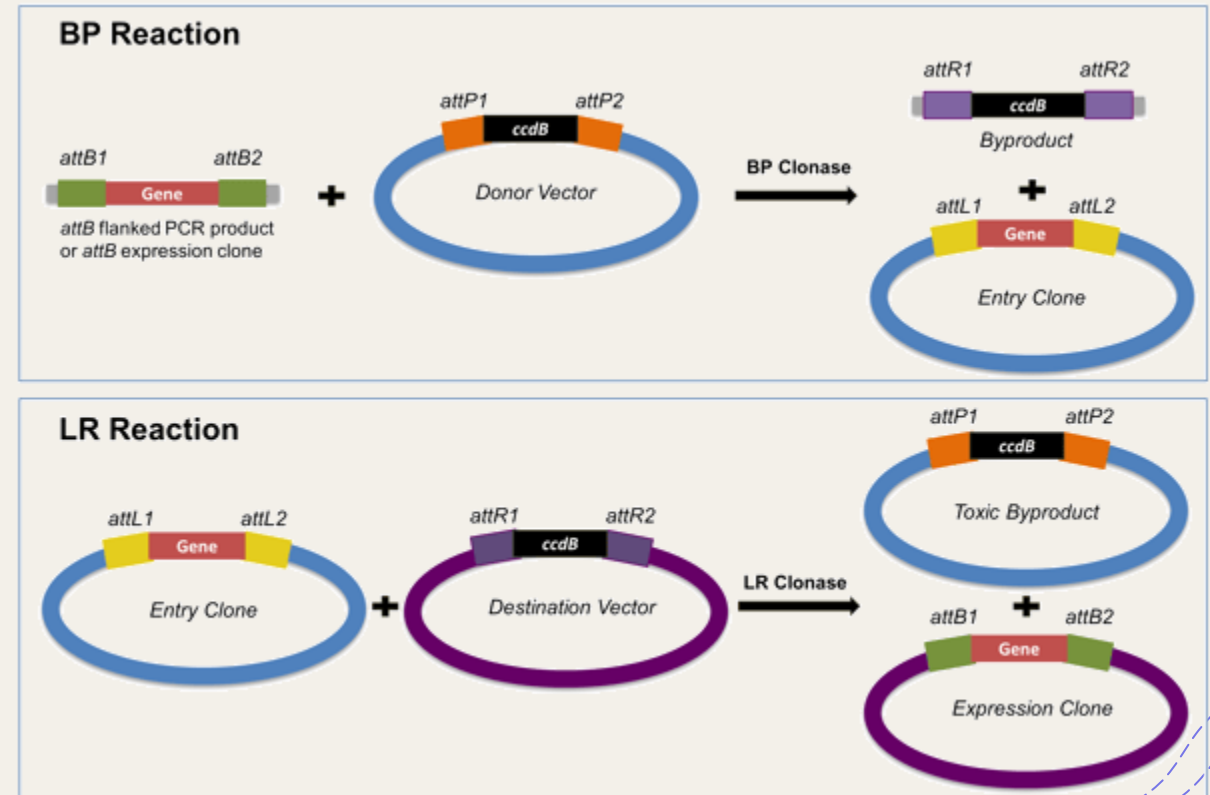 BP Reaction
attB1
attB2
Gene
attB flanked PCR product
or attB expression clone
attP1
attP2
ccdB
Donor Vector
BP Clonase
attR1
attR2
ccdB
Byproduct
attL1
attL2
Gene
Entry Clone
LR Reaction
attL1
attL2
Gene
Entry Clone
attR1
attR2
ccdB
Destination Vector
LR Clonase
attP1
attP2
ccdB
Toxic Byproduct
attB1
attB2
Gene
Expression Clone